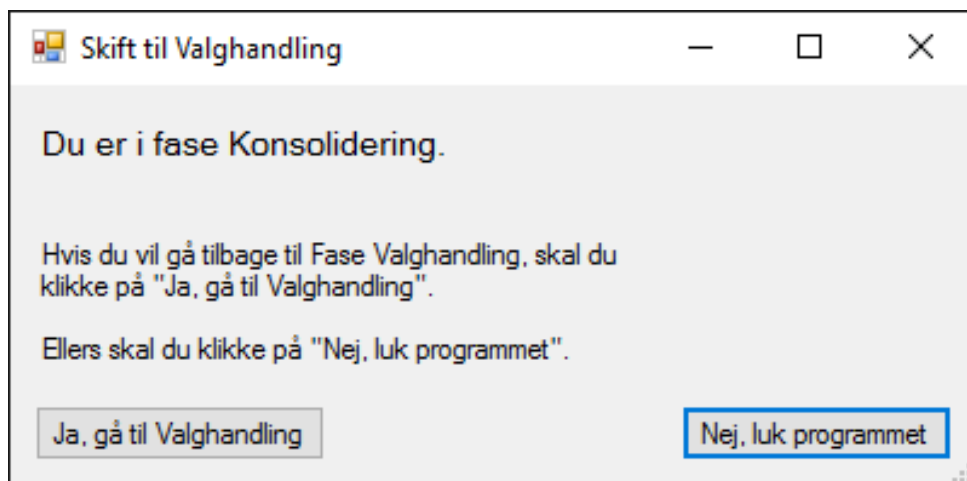 Skift til Valghandling
Du er i fase Konsolidering.
Hvis du vil gå tilbage til Fase Valghandling, skal du
klikke på "Ja, gå til Valghandling".
Ellers skal du klikke på "Nej, luk programmet".
Ja, gå til Valghandling
Nej, luk programmet